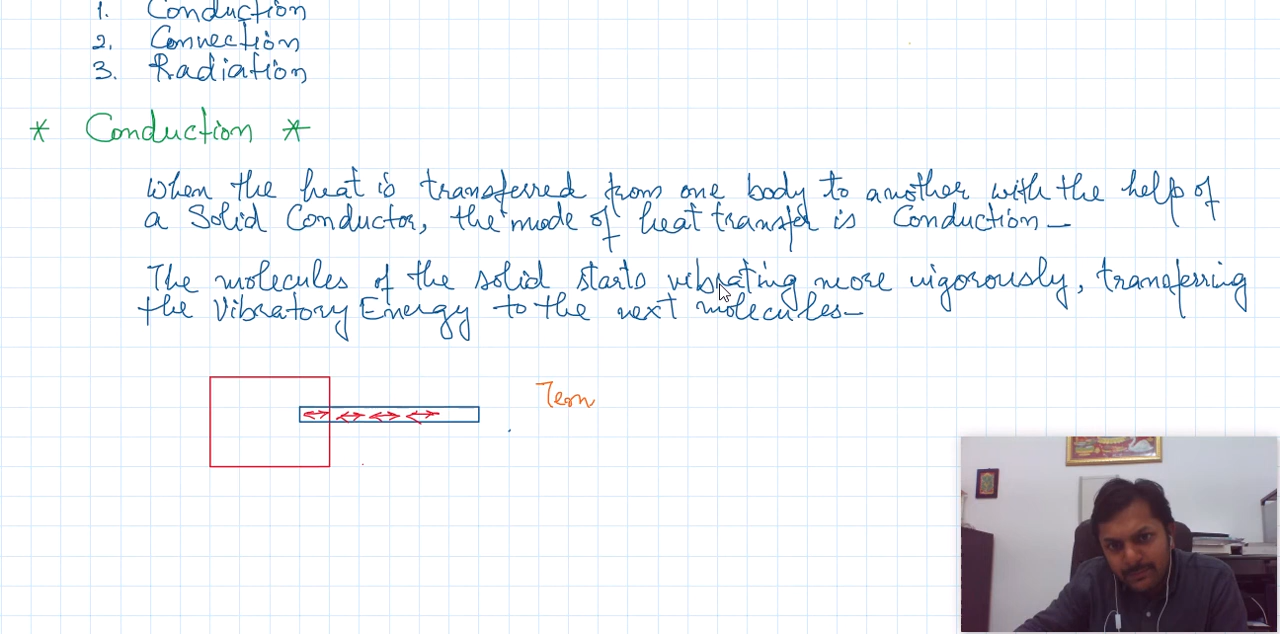 1. Conduction
2. Convection
3. Radiation
* Conduction *
When the heat is transferred from one body to another with the help of
a Solid Conductor, the mode of heat transfer is Conduction-
The molecules of the solid starts vibrating more vigorously, transferring
the Vibratory Energy to the next molecules-
Tem